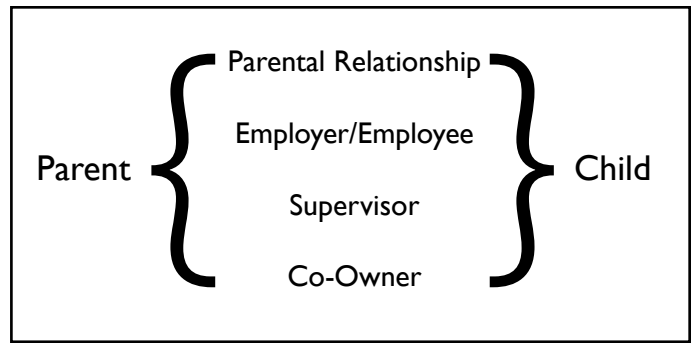 Parental Relationship
Employer/Employee
Parent
Child
Supervisor
Co-Owner